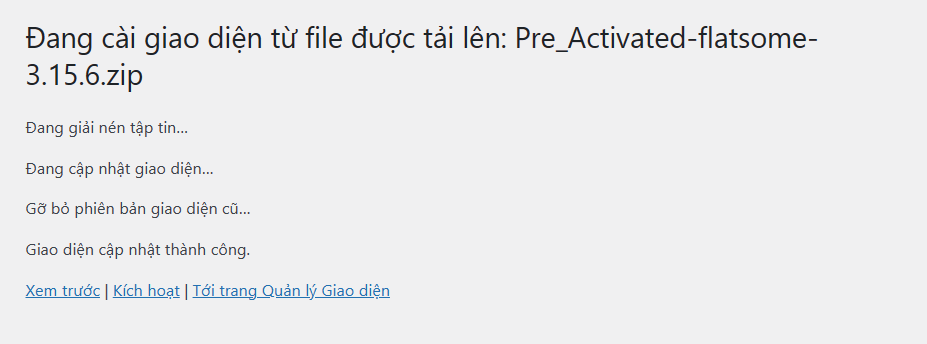 Đang cài giao diện từ file được tải lên: Pre_Activated-flatsome-
3.15.6.zip
Đang giải nén tập tin...
Đang cập nhật giao diện...
Gỡ bỏ phiên bản giao diện cũ...
Giao diện cập nhật thành công.
Xem trước | Kích hoạt | Tới trang Quản lý Giao diện